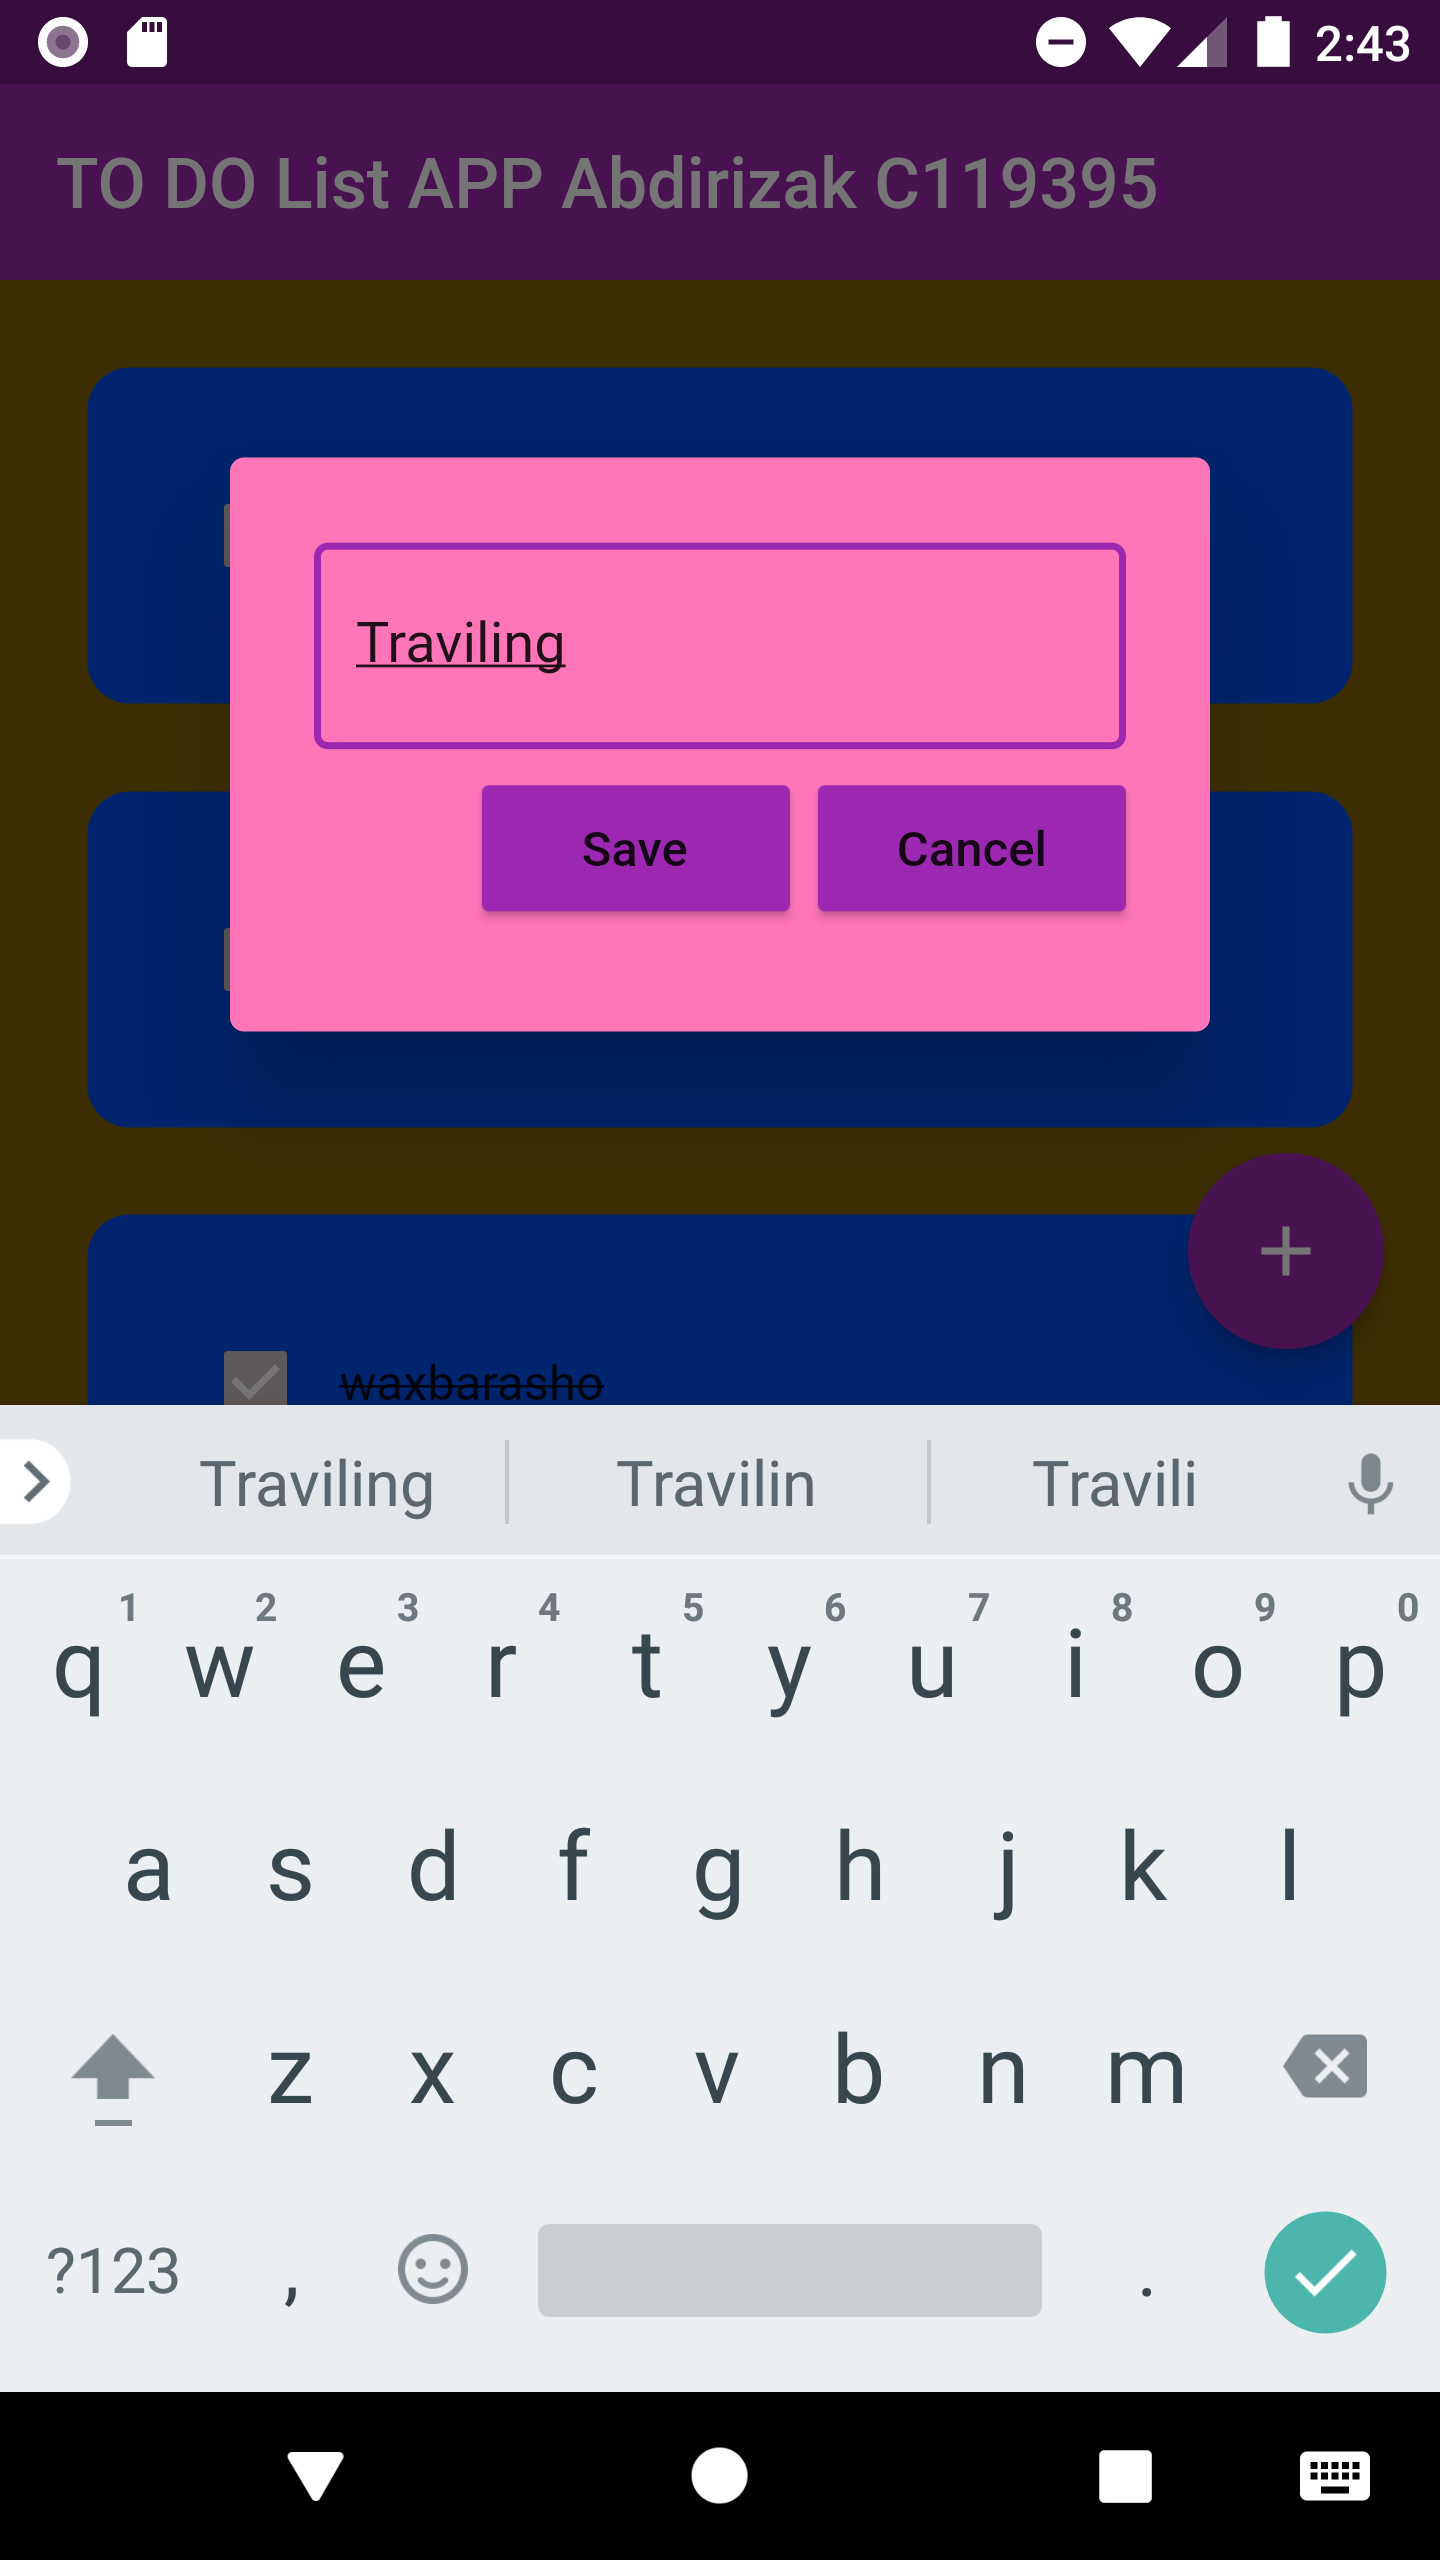 2:43
TO DO List APP Abdirizak C119395
Traviling
Save Cancel
waxbarasho
Traviling Travilin Travili
1 2 3 4 5 6 7 8 9 0
q w e r t y u i o p
a s d f g h j k l
z x c v b n m
?123 , .